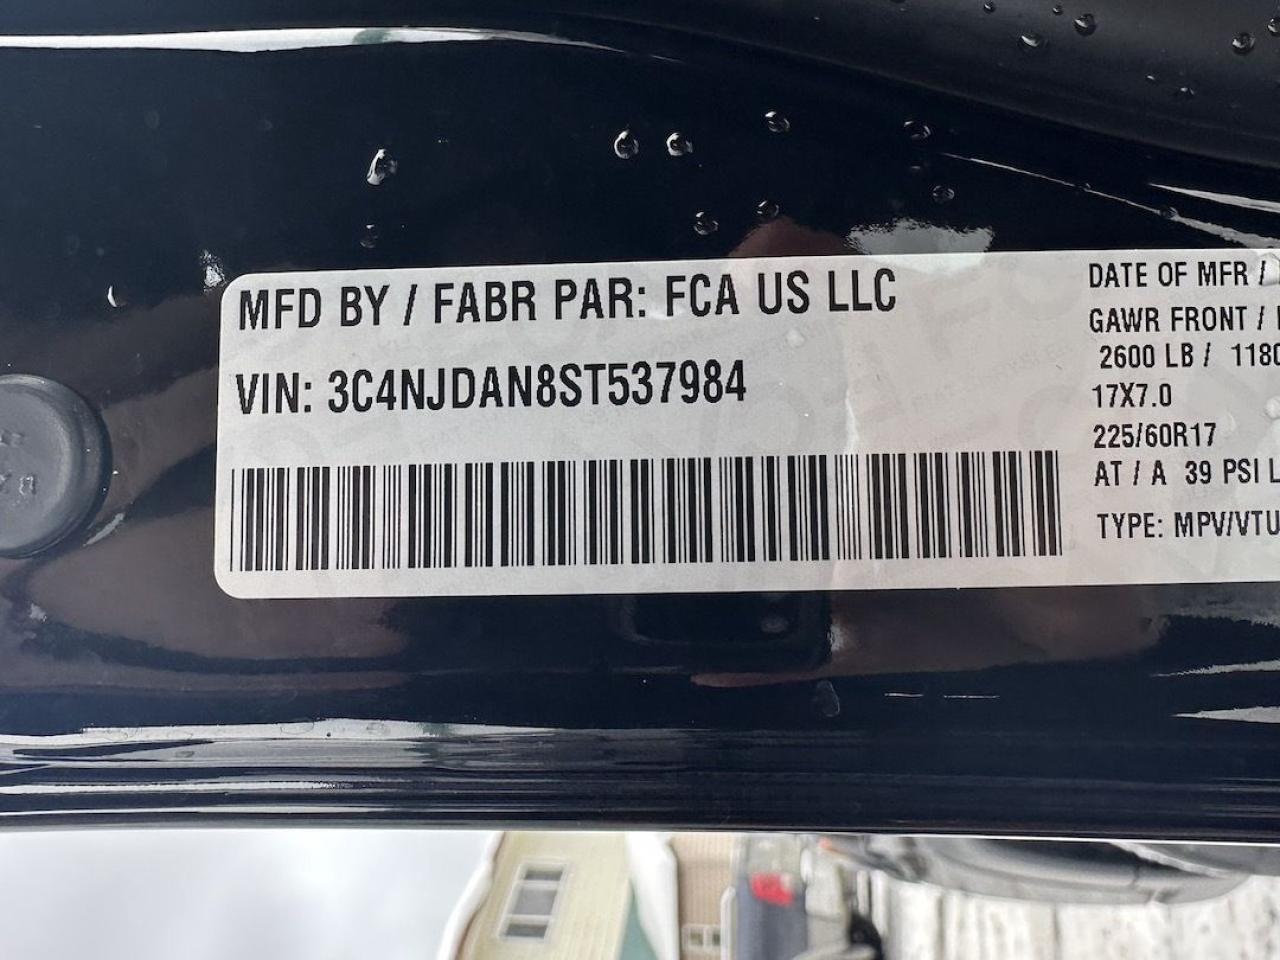 MFD BY / FABR PAR: FCA US LLC
VIN: 3C4NJDAN8ST537984
DATE OF MFR /
GAWR FRONT /
2600 LB / 1180
17X7.0
225/60R17
AT / A 39 PSI
TYPE: MPV/VTU